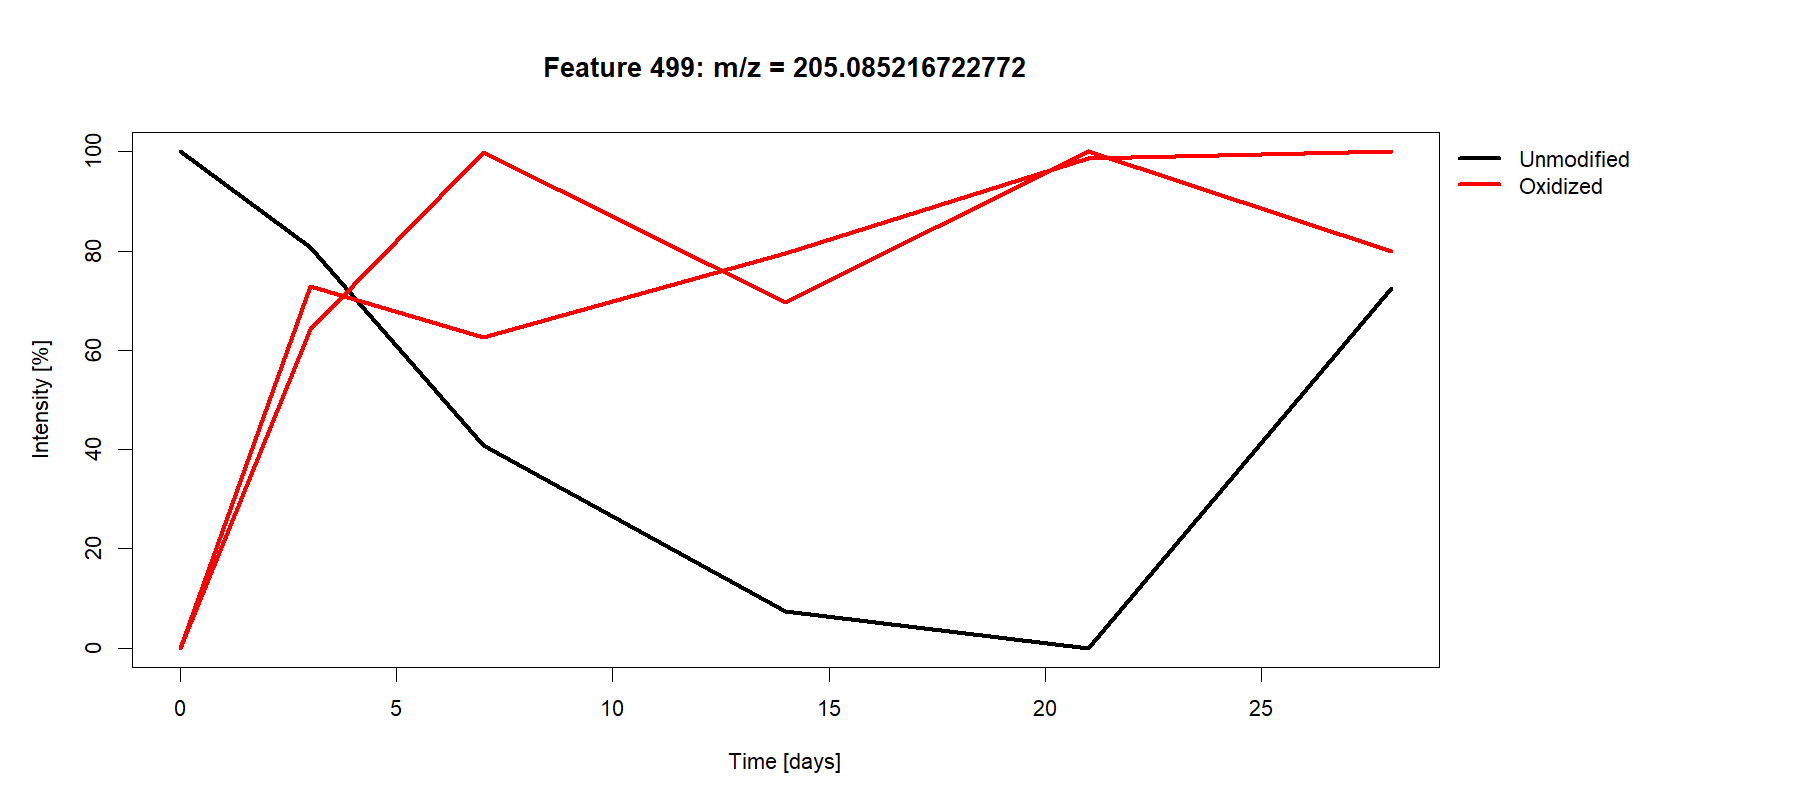 Feature 499: m/z = 205.085216722772
Unmodified
Oxidized
100
80
60
40
20
0
Intensity [%]
0 5 10 15 20 25
Time [days]